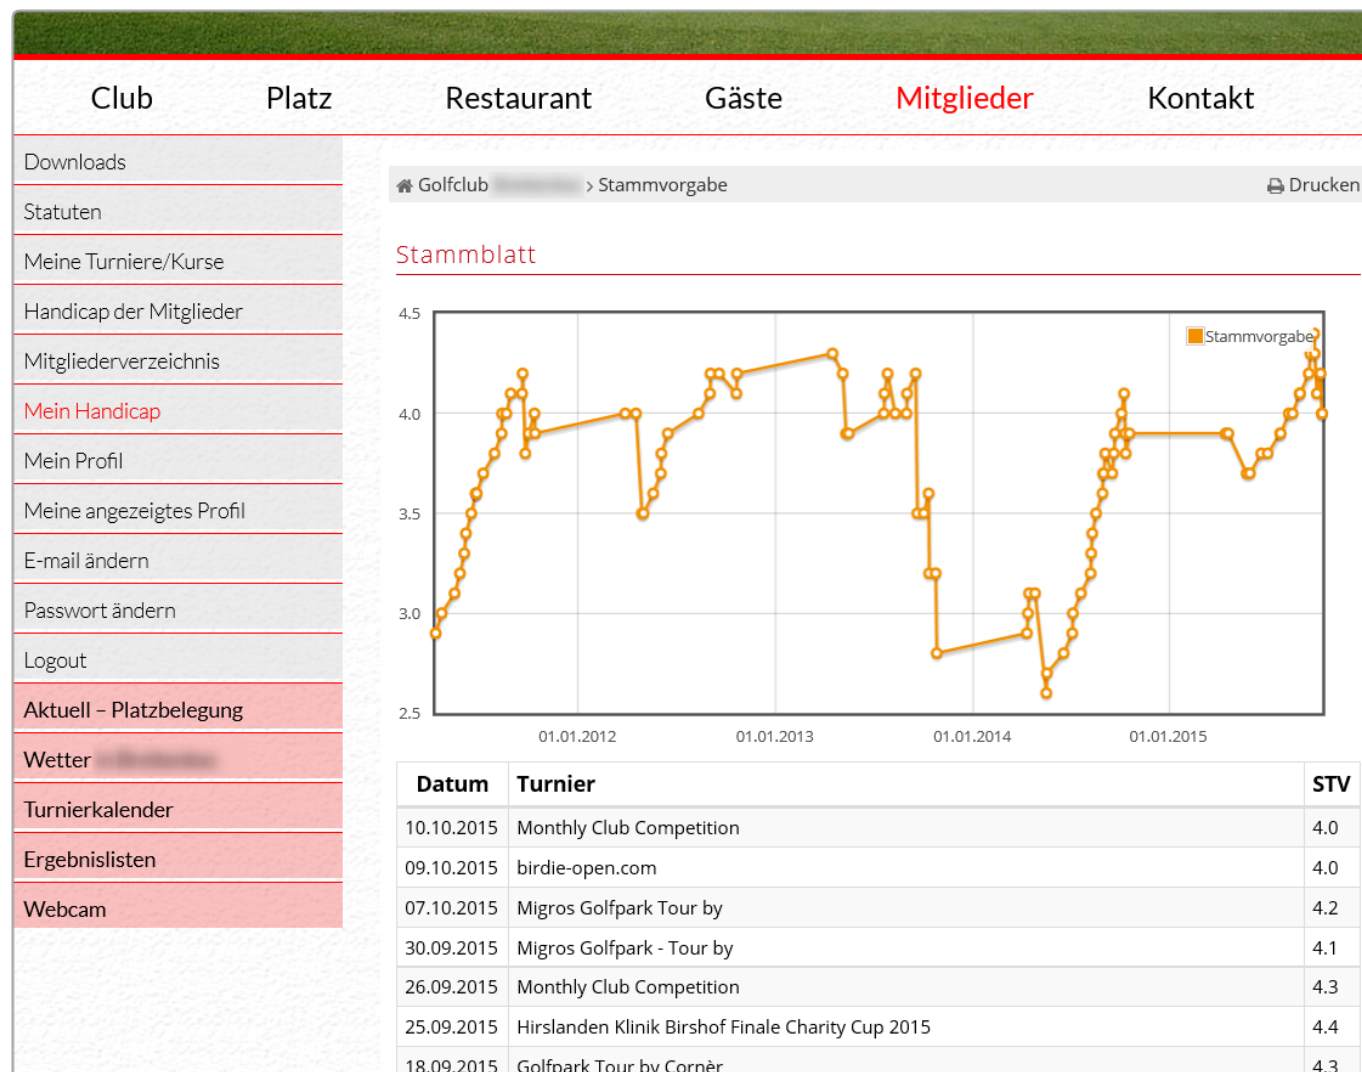 Club Platz Restaurant Gäste Mitglieder Kontakt
Downloads
Statuten
Meine Turniere/Kurse
Handicap der Mitglieder
Mitgliederverzeichnis
Mein Handicap
Mein Profil
Meine angezeigtes Profil
E-mail ändern
Passwort ändern
Logout
Aktuell – Platzbelegung
Wetter
Turnierkalender
Ergebnislisten
Webcam
Golfclub › Stammvorgabe Drucken
Stammblatt
4.5
4.0
3.5
3.0
2.5
Stammvorgabe
01.01.2012 01.01.2013 01.01.2014 01.01.2015
Datum Turnier STV
10.10.2015 Monthly Club Competition 4.0
09.10.2015 birdie-open.com 4.0
07.10.2015 Migros Golfpark Tour by 4.2
30.09.2015 Migros Golfpark - Tour by 4.1
26.09.2015 Monthly Club Competition 4.3
25.09.2015 Hirslanden Klinik Birshof Finale Charity Cup 2015 4.4
18.09.2015 Golfpark Tour by Cornèr 4.3